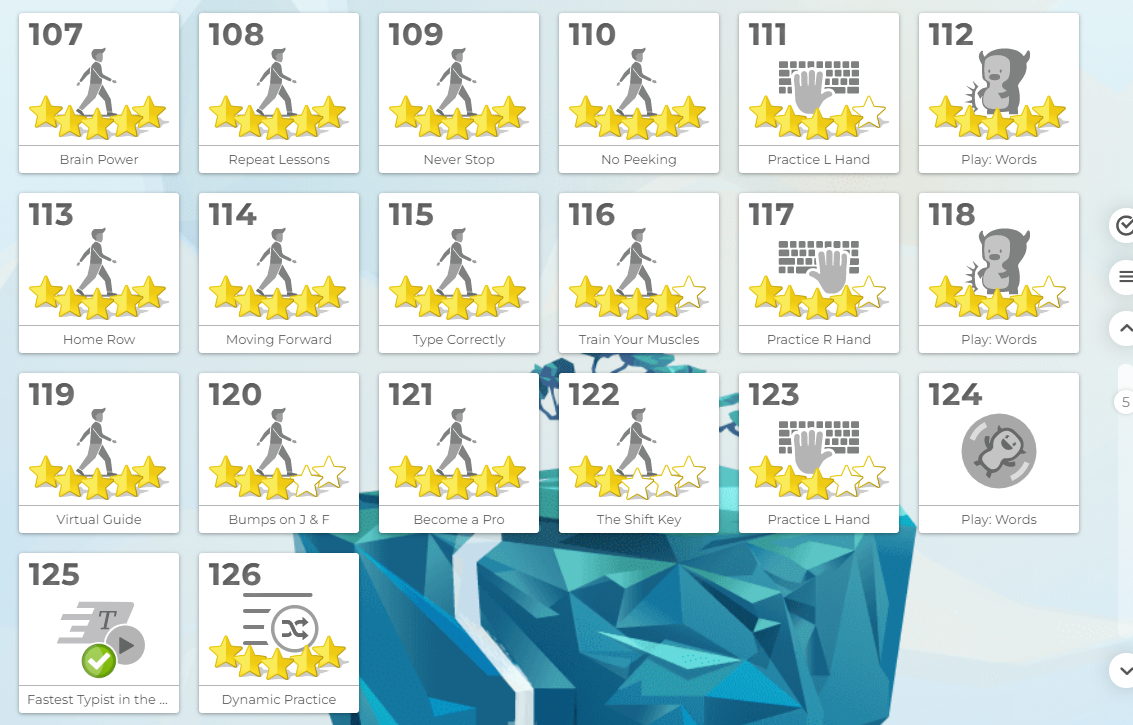 107
Brain Power
108
Repeat Lessons
109
Never Stop
110
No Peeking
111
Practice L Hand
112
Play: Words
113
Home Row
114
Moving Forward
115
Type Correctly
116
Train Your Muscles
117
Practice R Hand
118
Play: Words
119
Virtual Guide
120
Bumps on J & F
121
Become a Pro
122
The Shift Key
123
Practice L Hand
124
Play: Words
5
125
T
Fastest Typist in the ...
126
Dynamic Practice